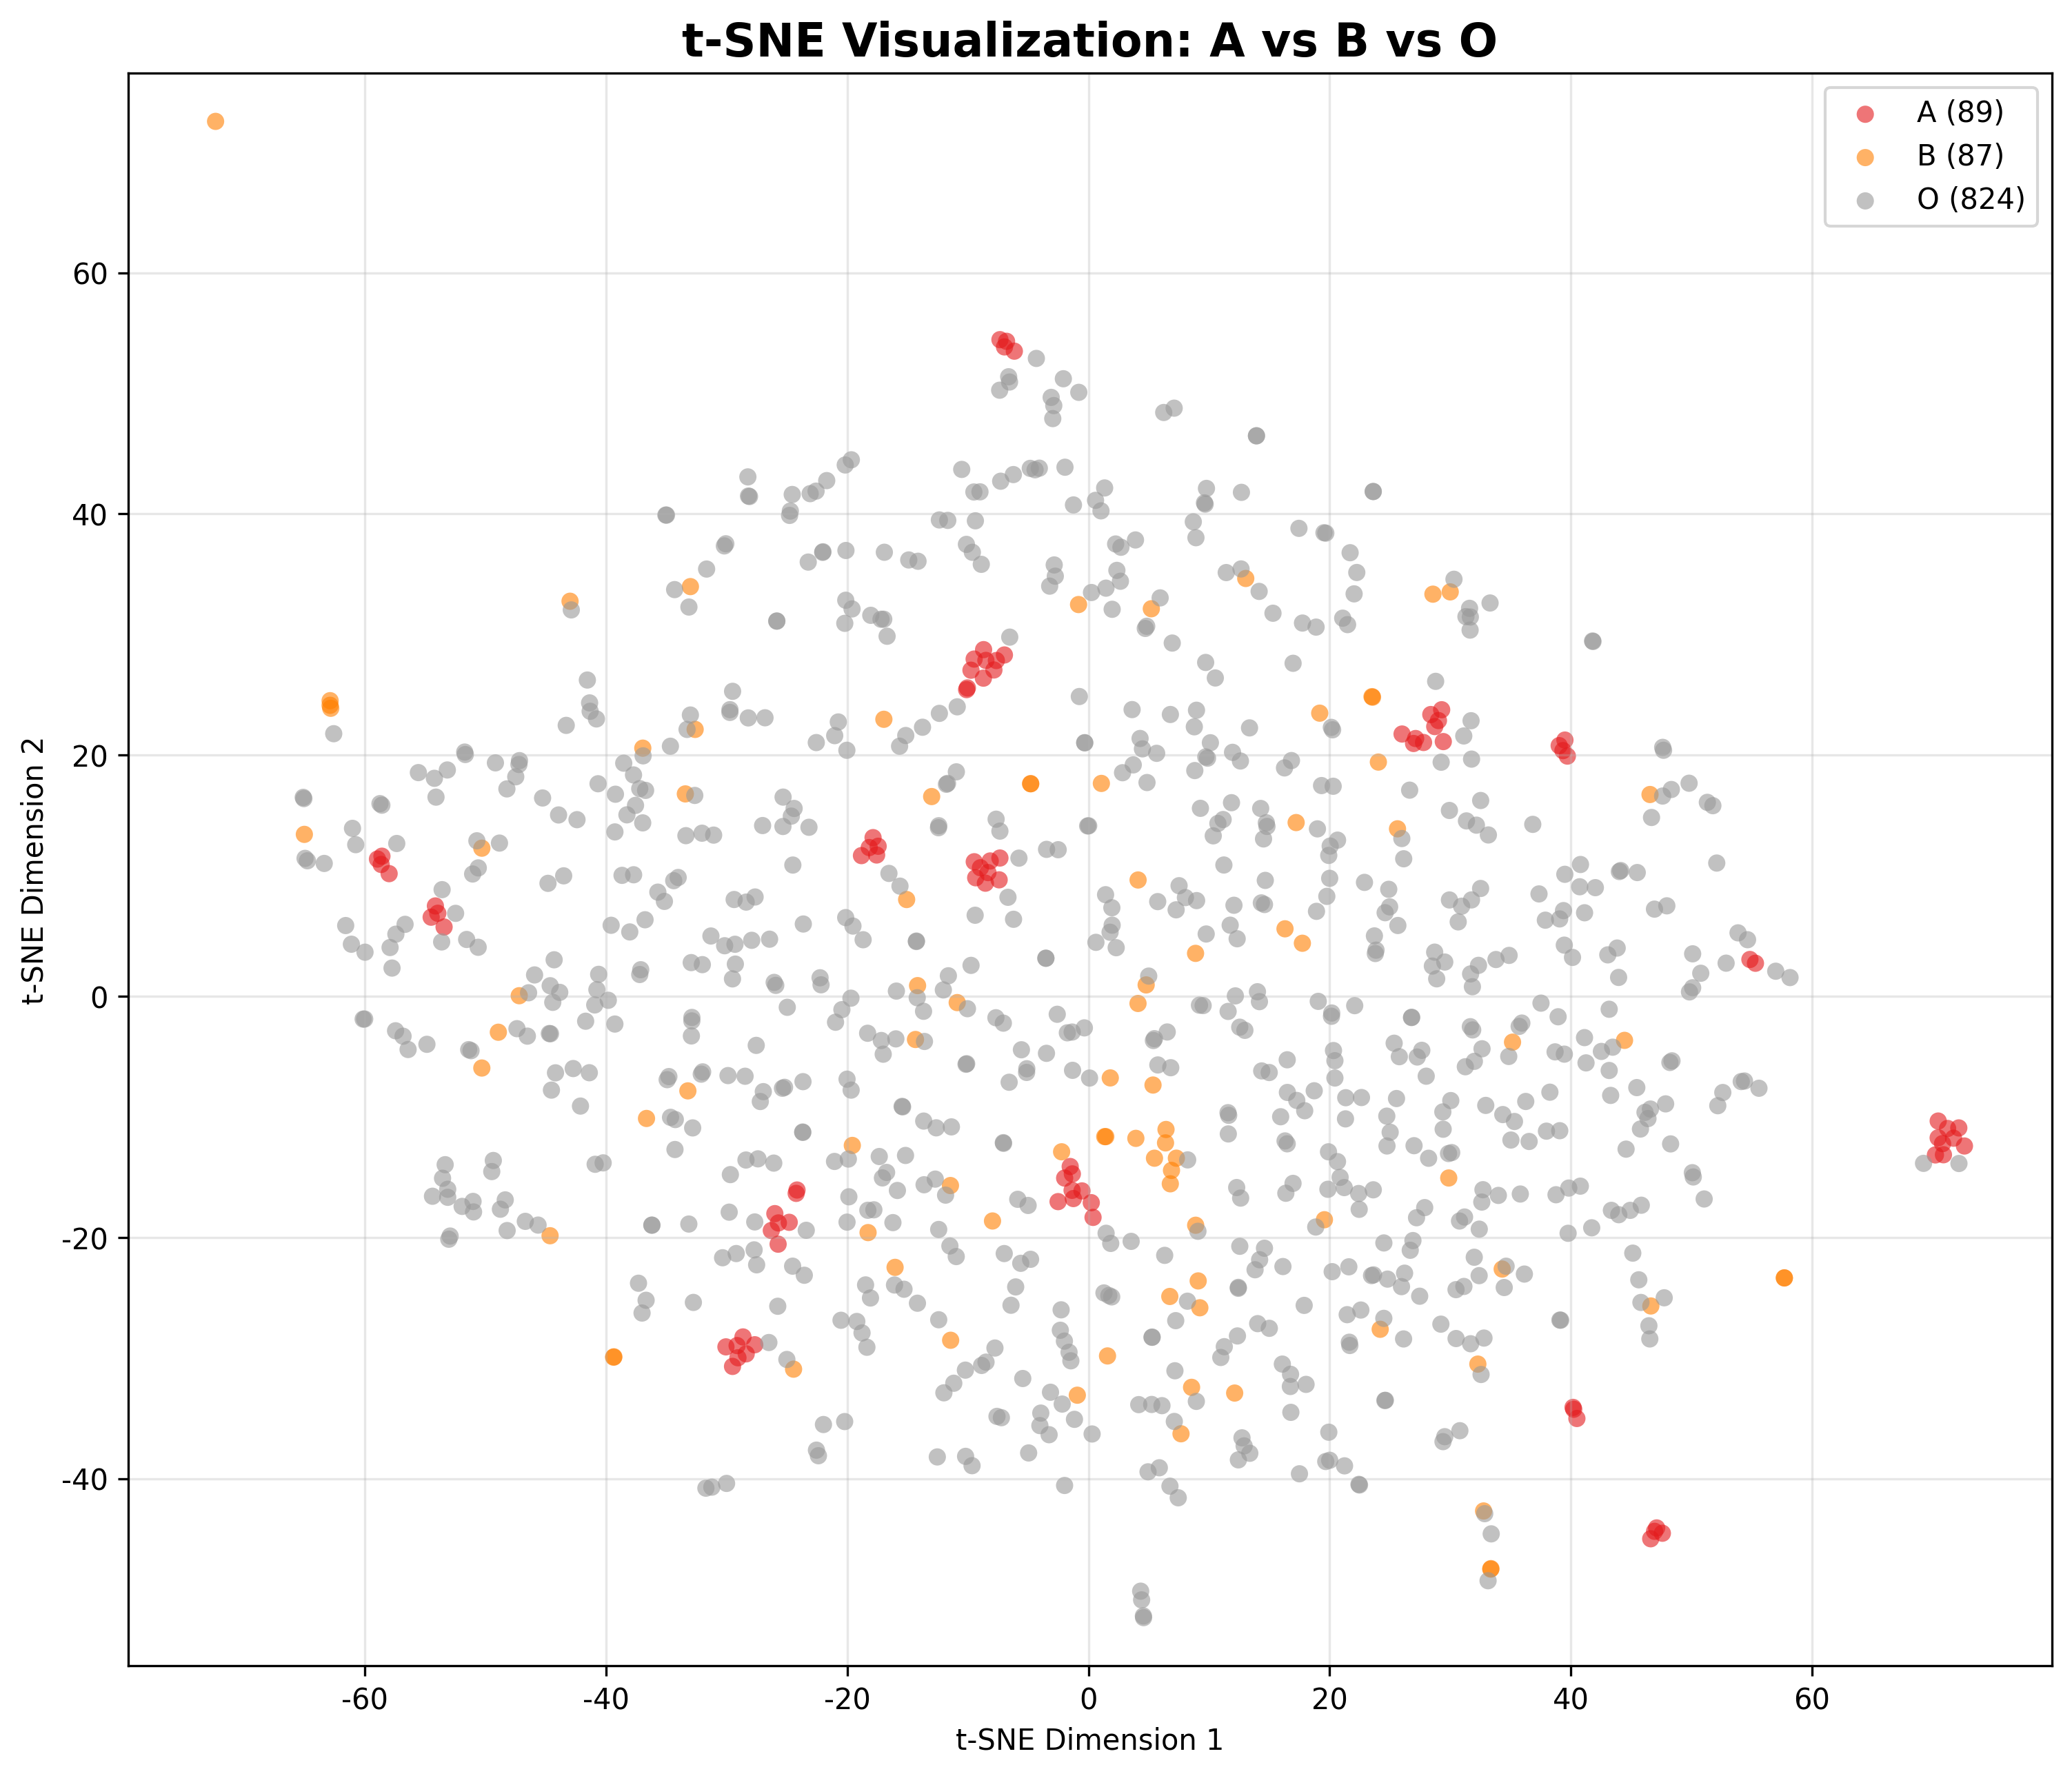 t-SNE Visualization: A vs B vs O
A (89)
B (87)
O (824)
t-SNE Dimension 2
60
40
20
0
-20
-40
-60
-40
-20
0
20
40
60
t-SNE Dimension 1